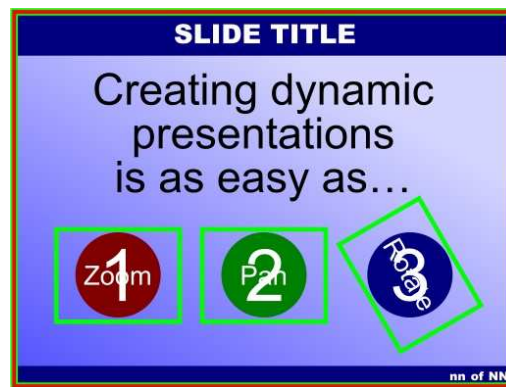 SLIDE TITLE
Creating dynamic
presentations
is as easy as...
1 Zoom
2 Pan
3 Rotate
nn of NN